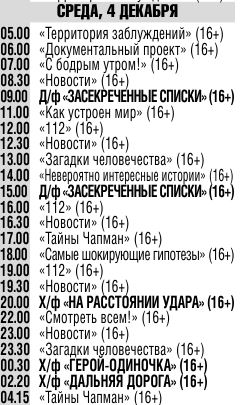 СРЕДА, 4 ДЕКАБРЯ
05.00 «Территория заблуждений» (16+)
06.00 «Документальный проект» (16+)
07.00 «С бодрым утром!» (16+)
08.30 «Новости» (16+)
09.00 Д/ф «ЗАСЕКРЕЧЕННЫЕ СПИСКИ» (16+)
11.00 «Как устроен мир» (16+)
12.00 «112» (16+)
12.30 «Новости» (16+)
13.00 «Загадки человечества» (16+)
14.00 «Невероятно интересные истории» (16+)
15.00 Д/ф «ЗАСЕКРЕЧЕННЫЕ СПИСКИ» (16+)
16.00 «112» (16+)
16.30 «Новости» (16+)
17.00 «Тайны Чапман» (16+)
18.00 «Самые шокирующие гипотезы» (16+)
19.00 «112» (16+)
19.30 «Новости» (16+)
20.00 Х/ф «НА РАССТОЯНИИ УДАРА» (16+)
22.00 «Смотреть всем!» (16+)
23.00 «Новости» (16+)
23.30 «Загадки человечества» (16+)
00.30 Х/ф «ГЕРОЙ-ОДИНОЧКА» (16+)
02.20 Х/ф «ДАЛЬНЯЯ ДОРОГА» (16+)
04.15 «Тайны Чапман» (16+)